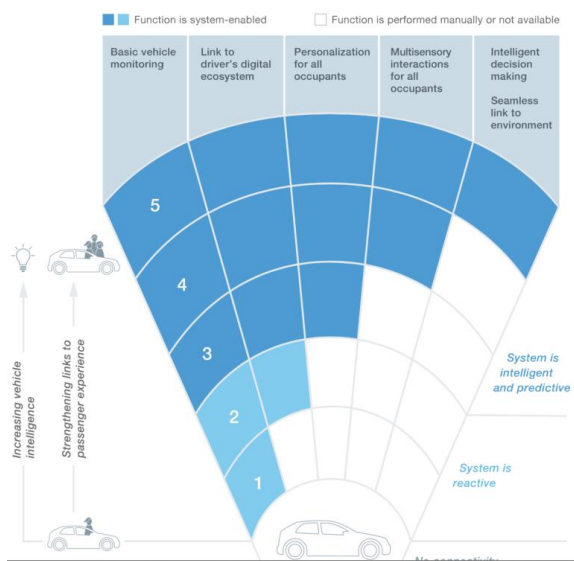 Function is system-enabled
Function is performed manually or not available
Basic vehicle
monitoring
Link to
driver's digital
ecosystem
Personalization
for all
occupants
Multisensory
interactions
for all
occupants
Intelligent
decision
making
Seamless
link to
environment
5
4
3
2
1
Increasing vehicle
intelligence
Strengthening links to
passenger experience
System is
intelligent
and predictive
System is
reactive
No connectivity